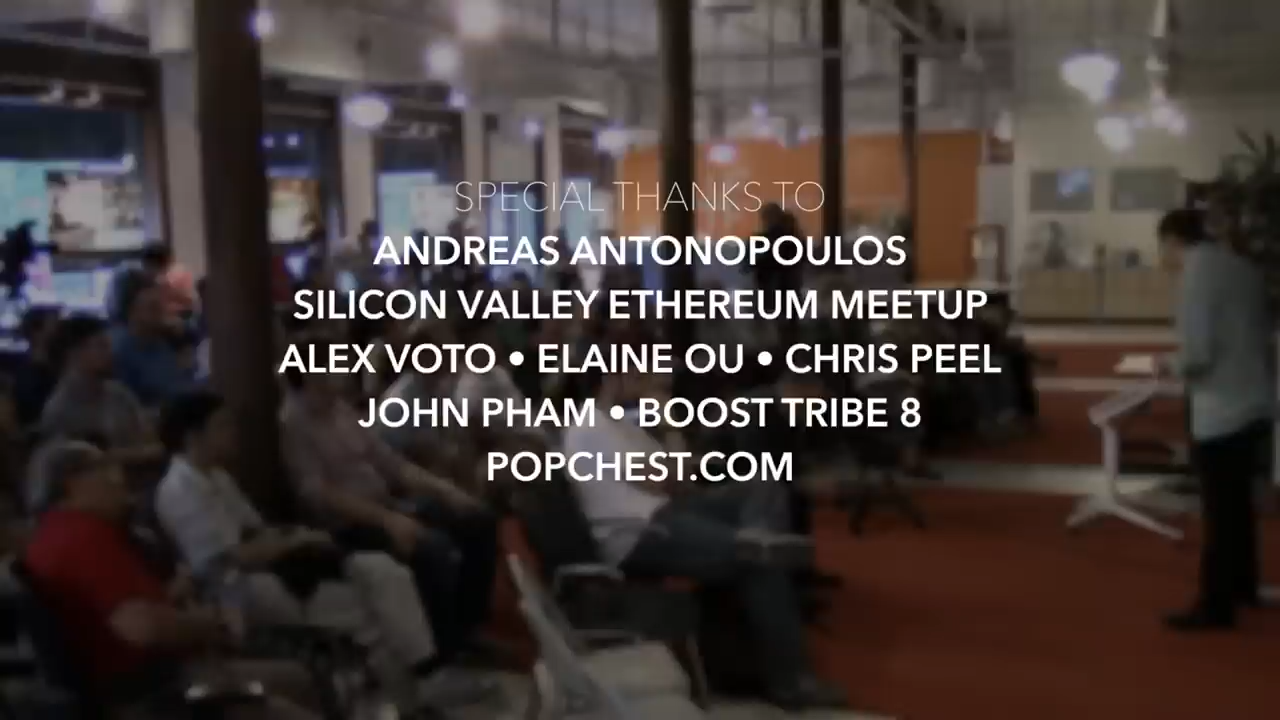 SPECIAL THANKS TO
ANDREAS ANTONOPOULOS
SILICON VALLEY ETHEREUM MEETUP
ALEX VOTO • ELAINE OU • CHRIS PEEL
JOHN PHAM • BOOST TRIBE 8
POPCHEST.COM